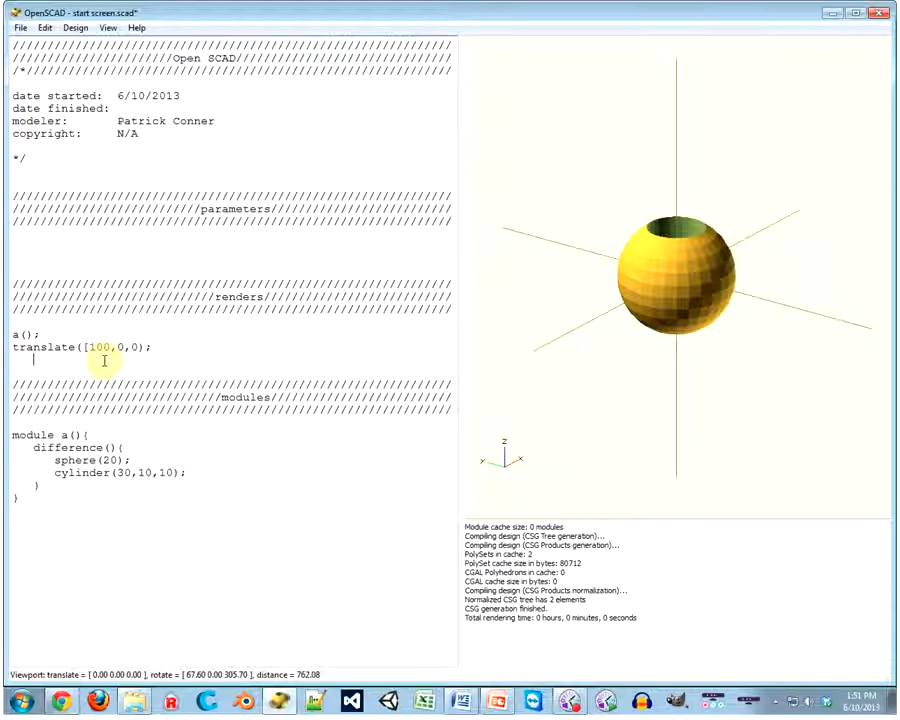 OpenSCAD - start screen.scad*
File Edit Design View Help
///////////////////////////////////////////////////////////////
///////////////////////Open SCAD///////////////////////////////
/*/////////////////////////////////////////////////////////////
date started: 6/10/2013
date finished:
modeler: Patrick Conner
copyright: N/A
*/
///////////////////////////////////////////////////////////////
///////////////////////////parameters//////////////////////////
///////////////////////////////////////////////////////////////
///////////////////////////////////////////////////////////////
/////////////////////////////renders///////////////////////////
///////////////////////////////////////////////////////////////
a();
translate([100,0,0);
///////////////////////////////////////////////////////////////
//////////////////////////////modules//////////////////////////
///////////////////////////////////////////////////////////////
module a(){
difference(){
sphere(20);
cylinder(30,10,10);
}
}
z
y
x
Module cache size: 0 modules
Compiling design (CSG Tree generation)...
Compiling design (CSG Products generation)...
PolySets in cache: 2
PolySet cache size in bytes: 80712
CGAL Polyhedrons in cache: 0
CGAL cache size in bytes: 0
Compiling design (CSG Products normalization)...
Normalized CSG tree has 2 elements
CSG generation finished.
Total rendering time: 0 hours, 0 minutes, 0 seconds
Viewport: translate = [ 0.00 0.00 0.00 ], rotate = [ 67.60 0.00 305.70 ], distance = 762.08
1:51 PM
6/10/2013